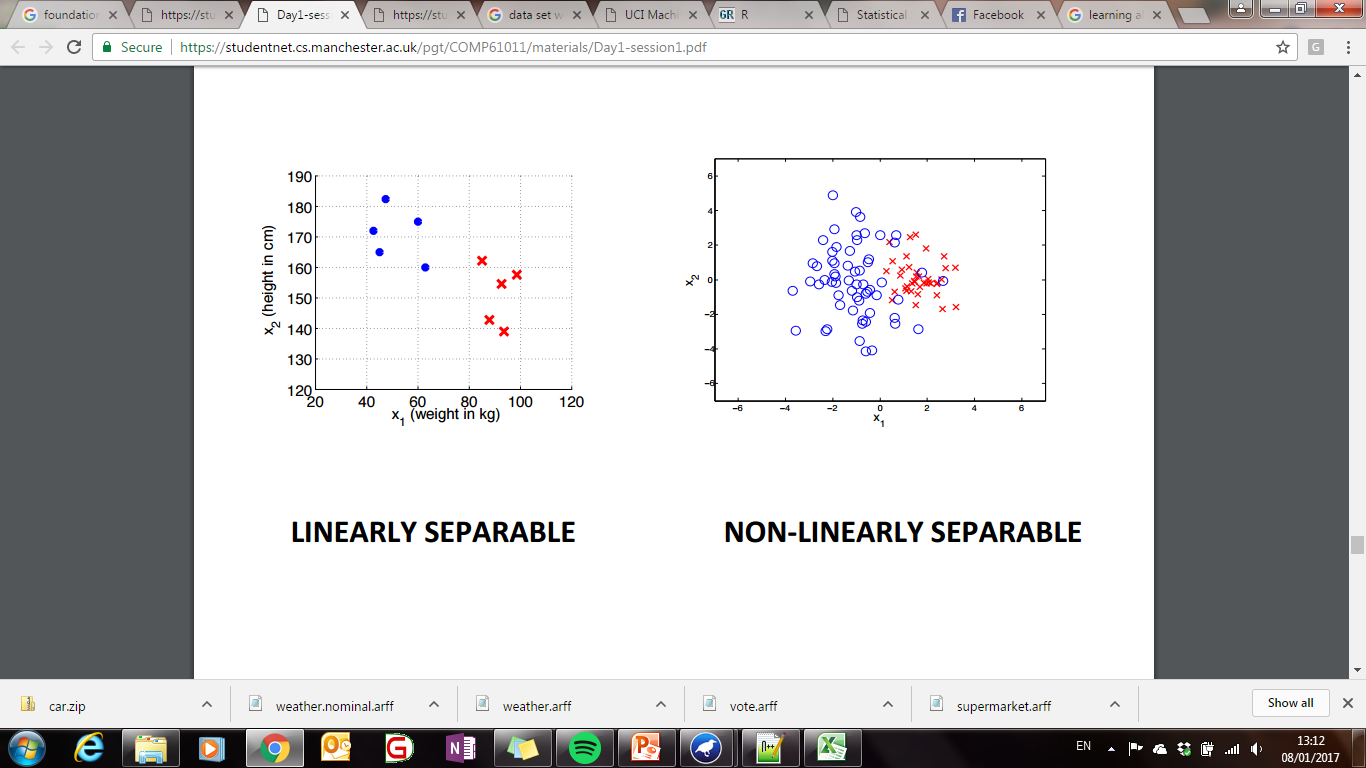 foundation
https://stu
Day1-sess
https://stu
data set w
UCI Machi
GR R
Statistical
Facebook
learning a
Secure
https://studentnet.cs.manchester.ac.uk/pgt/COMP61011/materials/Day1-session1.pdf
G
190
180
170
160
150
140
130
120
x2 (height in cm)
20 40 60 80 100 120
x1 (weight in kg)
6
4
2
0
−2
−4
−6
x2
−6 −4 −2 0 2 4 6
x1
LINEARLY SEPARABLE
NON-LINEARLY SEPARABLE
car.zip
weather.nominal.arff
weather.arff
vote.arff
supermarket.arff
Show all
EN
13:12
08/01/2017